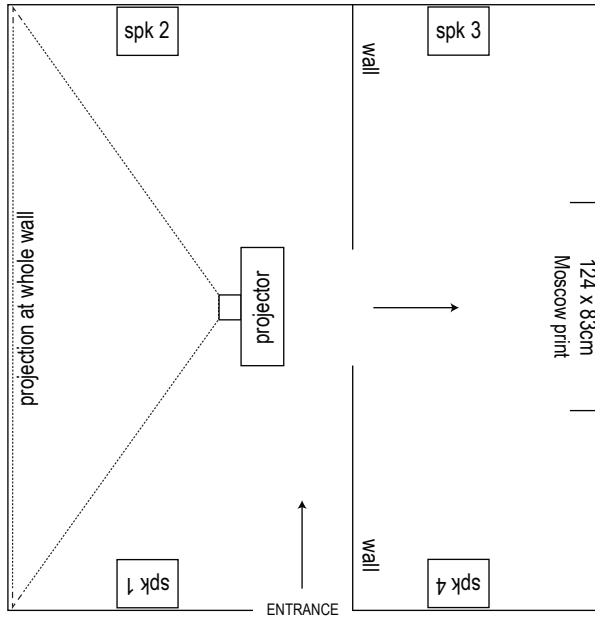 spk 2
spk 3
wall
projection at whole wall
projector
124 x 83cm
Moscow print
wall
spk 1
spk 4
ENTRANCE